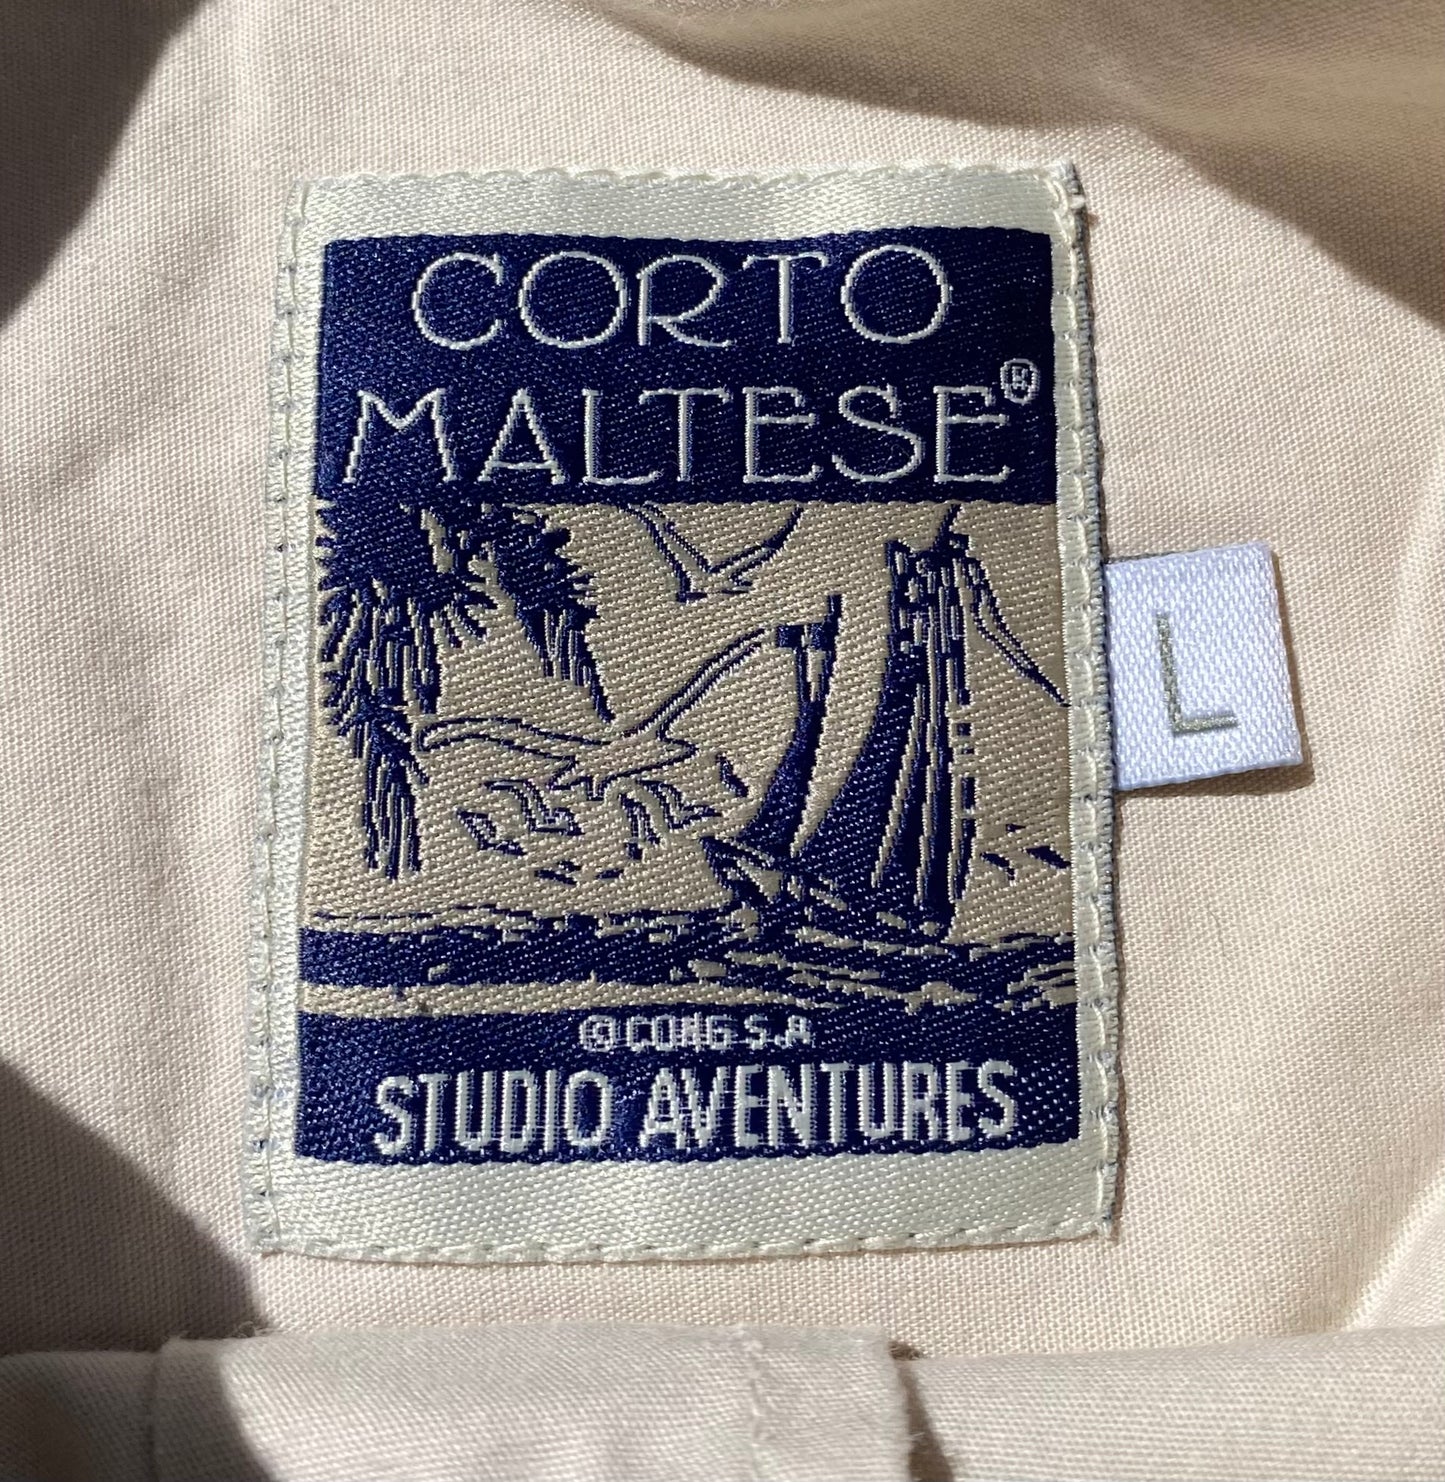 CORTO
MALTESE®
L
© CONG S.A
STUDIO AVENTURES